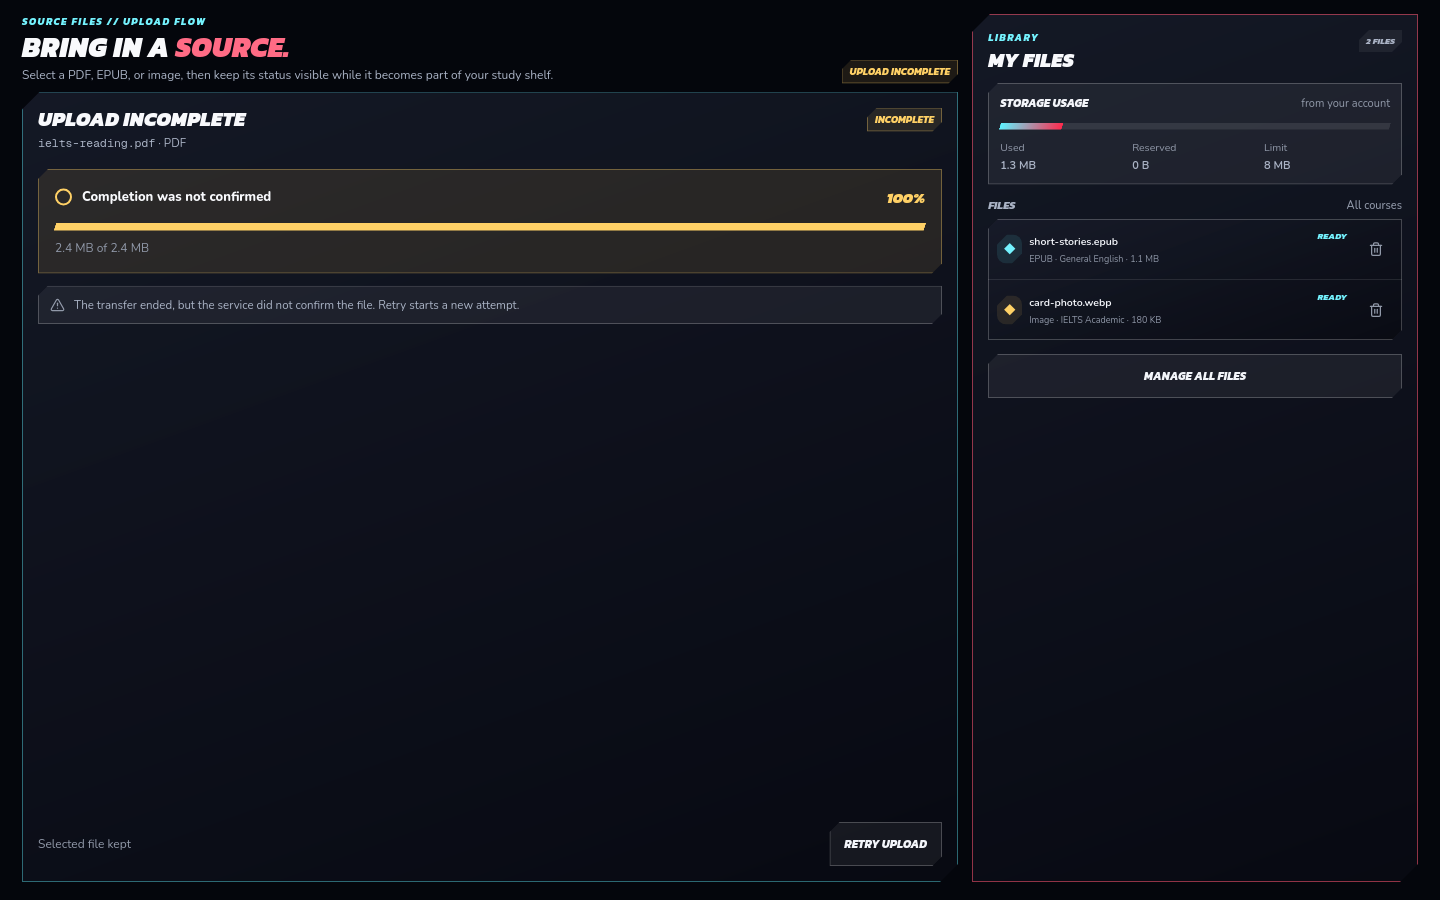 SOURCE FILES // UPLOAD FLOW
BRING IN A SOURCE.
Select a PDF, EPUB, or image, then keep its status visible while it becomes part of your study shelf.
UPLOAD INCOMPLETE
UPLOAD INCOMPLETE
INCOMPLETE
ielts-reading.pdf · PDF
Completion was not confirmed
100%
2.4 MB of 2.4 MB
The transfer ended, but the service did not confirm the file. Retry starts a new attempt.
Selected file kept
RETRY UPLOAD
LIBRARY
2 FILES
MY FILES
STORAGE USAGE
from your account
Used
Reserved
Limit
1.3 MB
0 B
8 MB
FILES
All courses
short-stories.epub
READY
EPUB · General English · 1.1 MB
card-photo.webp
READY
Image · IELTS Academic · 180 KB
MANAGE ALL FILES